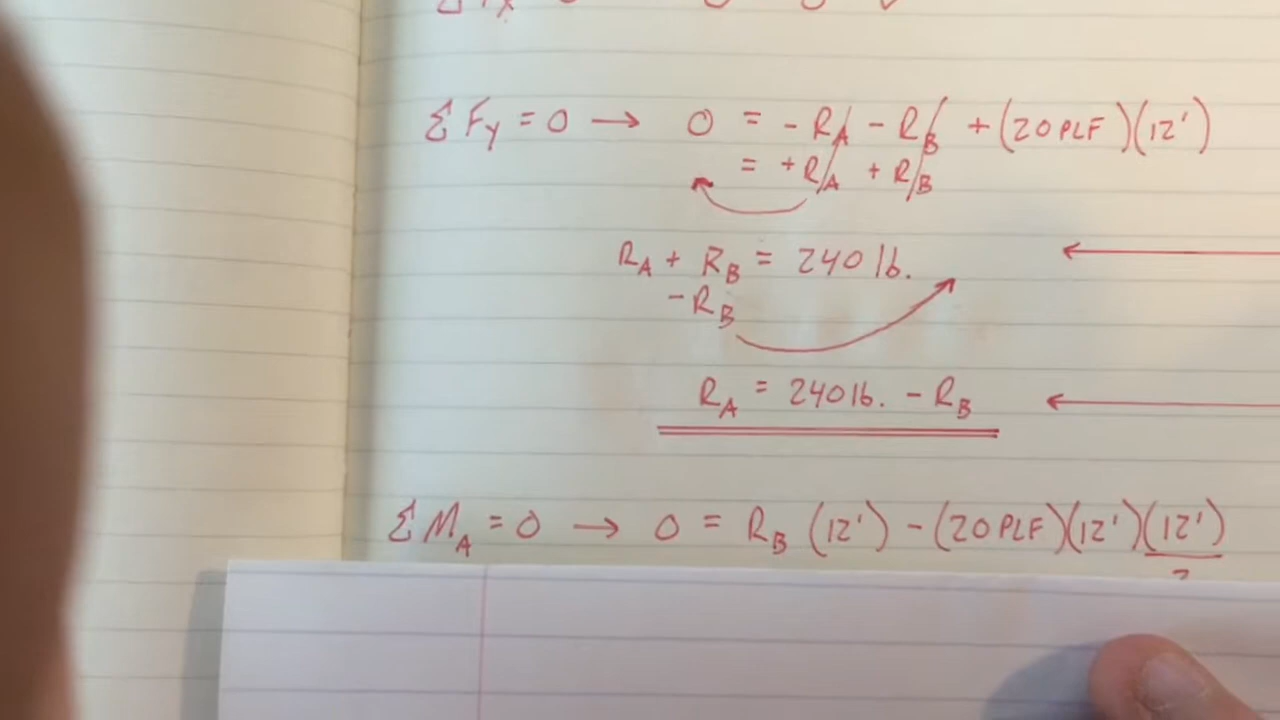 ΣFy = 0 → 0 = - RA - RB + (20 PLF)(12')
= + RA + RB
RA + RB = 240 lb.
- RB
RA = 240 lb. - RB
ΣMA = 0 → 0 = RB (12') - (20 PLF)(12')(12')